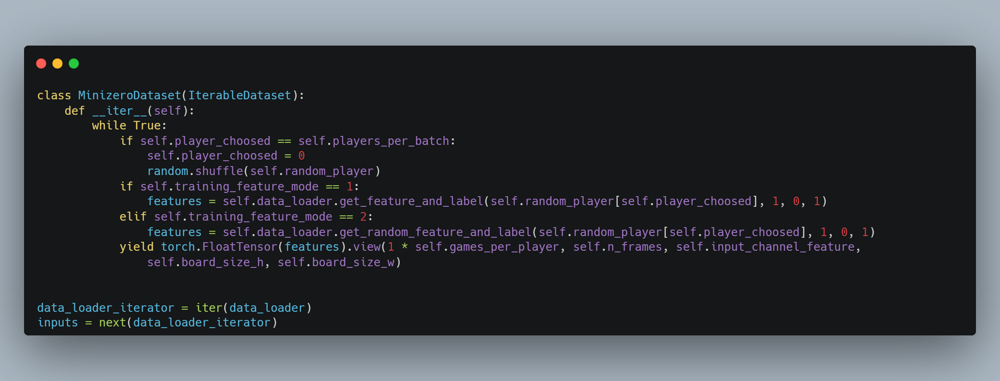 class MinizeroDataset(IterableDataset):
    def __iter__(self):
        while True:
            if self.player_choosed == self.players_per_batch:
                self.player_choosed = 0
                random.shuffle(self.random_player)
            if self.training_feature_mode == 1:
                features = self.data_loader.get_feature_and_label(self.random_player[self.player_choosed], 1, 0, 1)
            elif self.training_feature_mode == 2:
                features = self.data_loader.get_random_feature_and_label(self.random_player[self.player_choosed], 1, 0, 1)
            yield torch.FloatTensor(features).view(1 * self.games_per_player, self.n_frames, self.input_channel_feature,
                self.board_size_h, self.board_size_w)
data_loader_iterator = iter(data_loader)
inputs = next(data_loader_iterator)